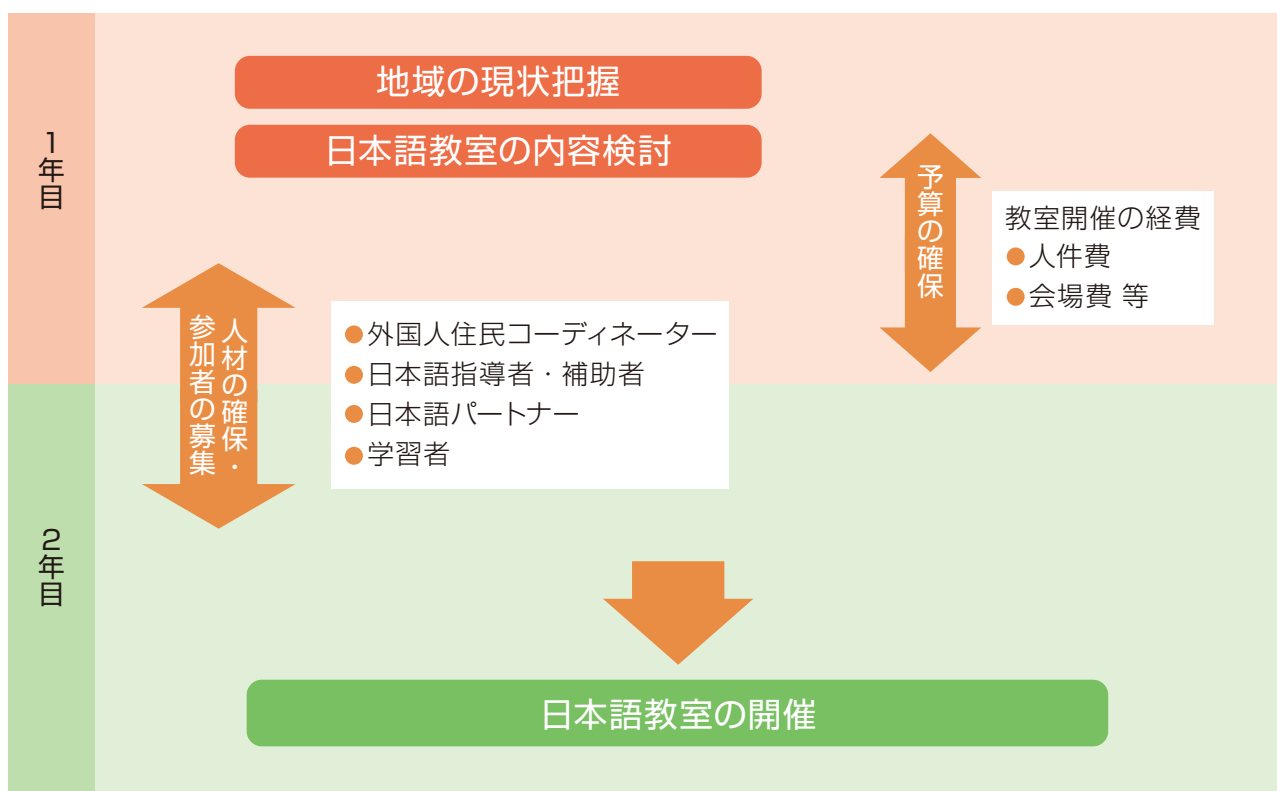 1年目
地域の現状把握
日本語教室の内容検討
予算の確保
教室開催の経費
●人件費
●会場費 等
人材の確保・
参加者の募集
●外国人住民コーディネーター
●日本語指導者・補助者
●日本語パートナー
●学習者
2年目
日本語教室の開催